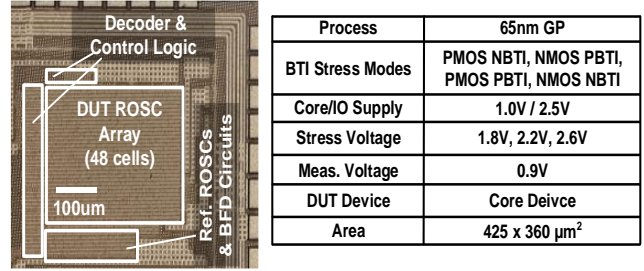 Decoder &
Control Logic
DUT ROSC
Array
(48 cells)
100um
Ref. ROSCs
& BFD Circuits
Process 65nm GP
BTI Stress Modes PMOS NBTI, NMOS PBTI,
PMOS PBTI, NMOS NBTI
Core/IO Supply 1.0V / 2.5V
Stress Voltage 1.8V, 2.2V, 2.6V
Meas. Voltage 0.9V
DUT Device Core Deivce
Area 425 x 360 µm²